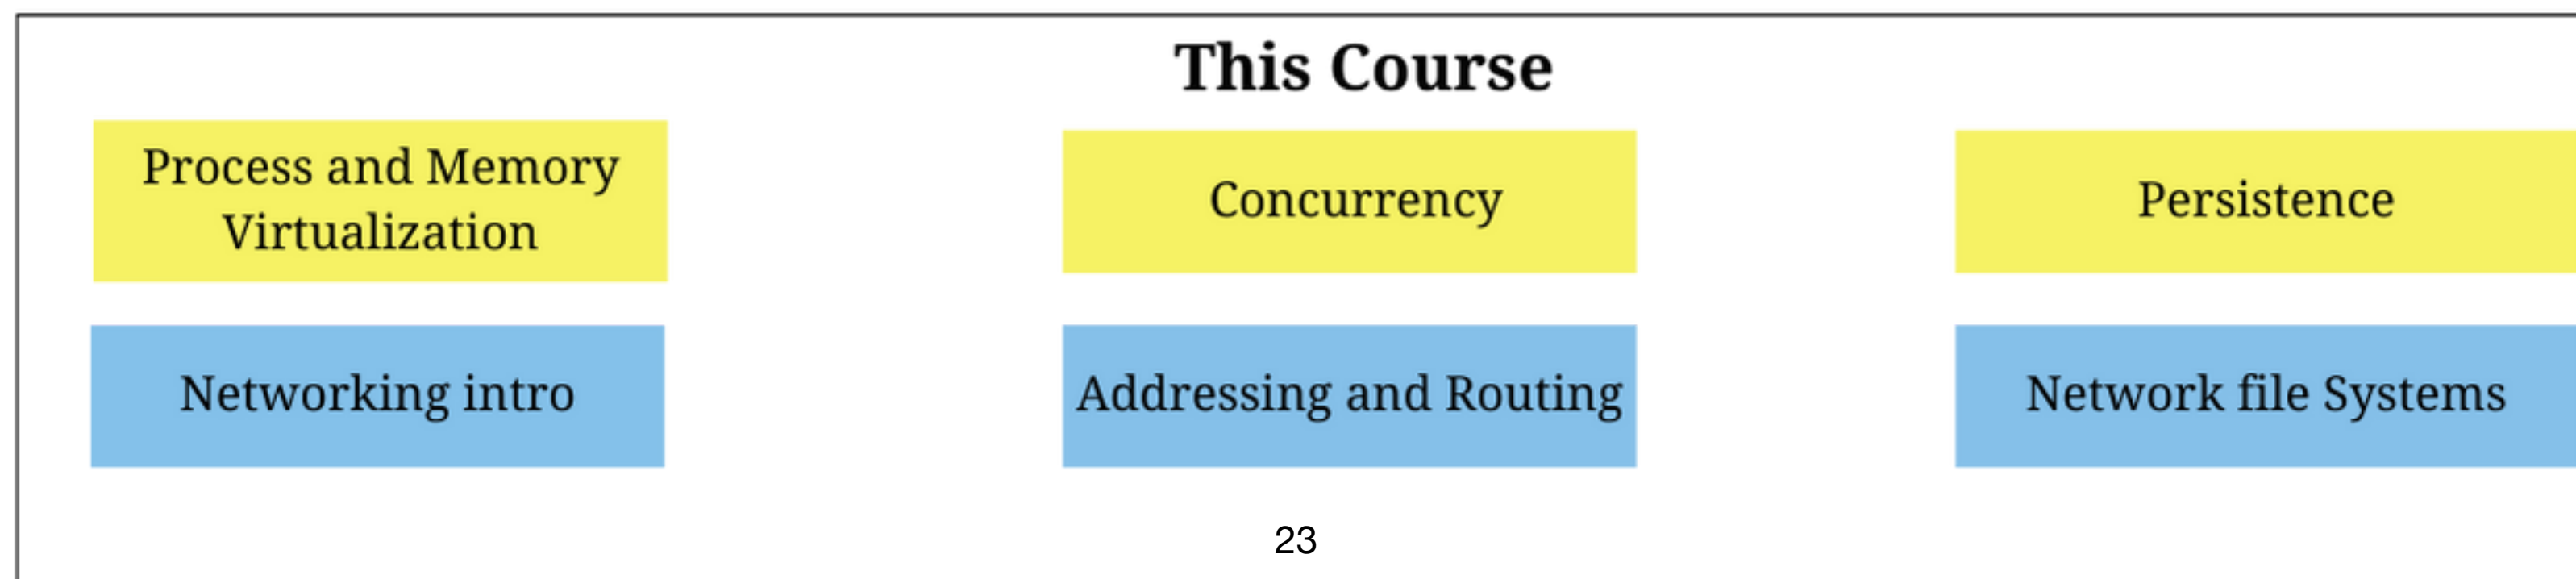 This Course
Process and Memory
Virtualization
Concurrency
Persistence
Networking intro
Addressing and Routing
Network file Systems
23